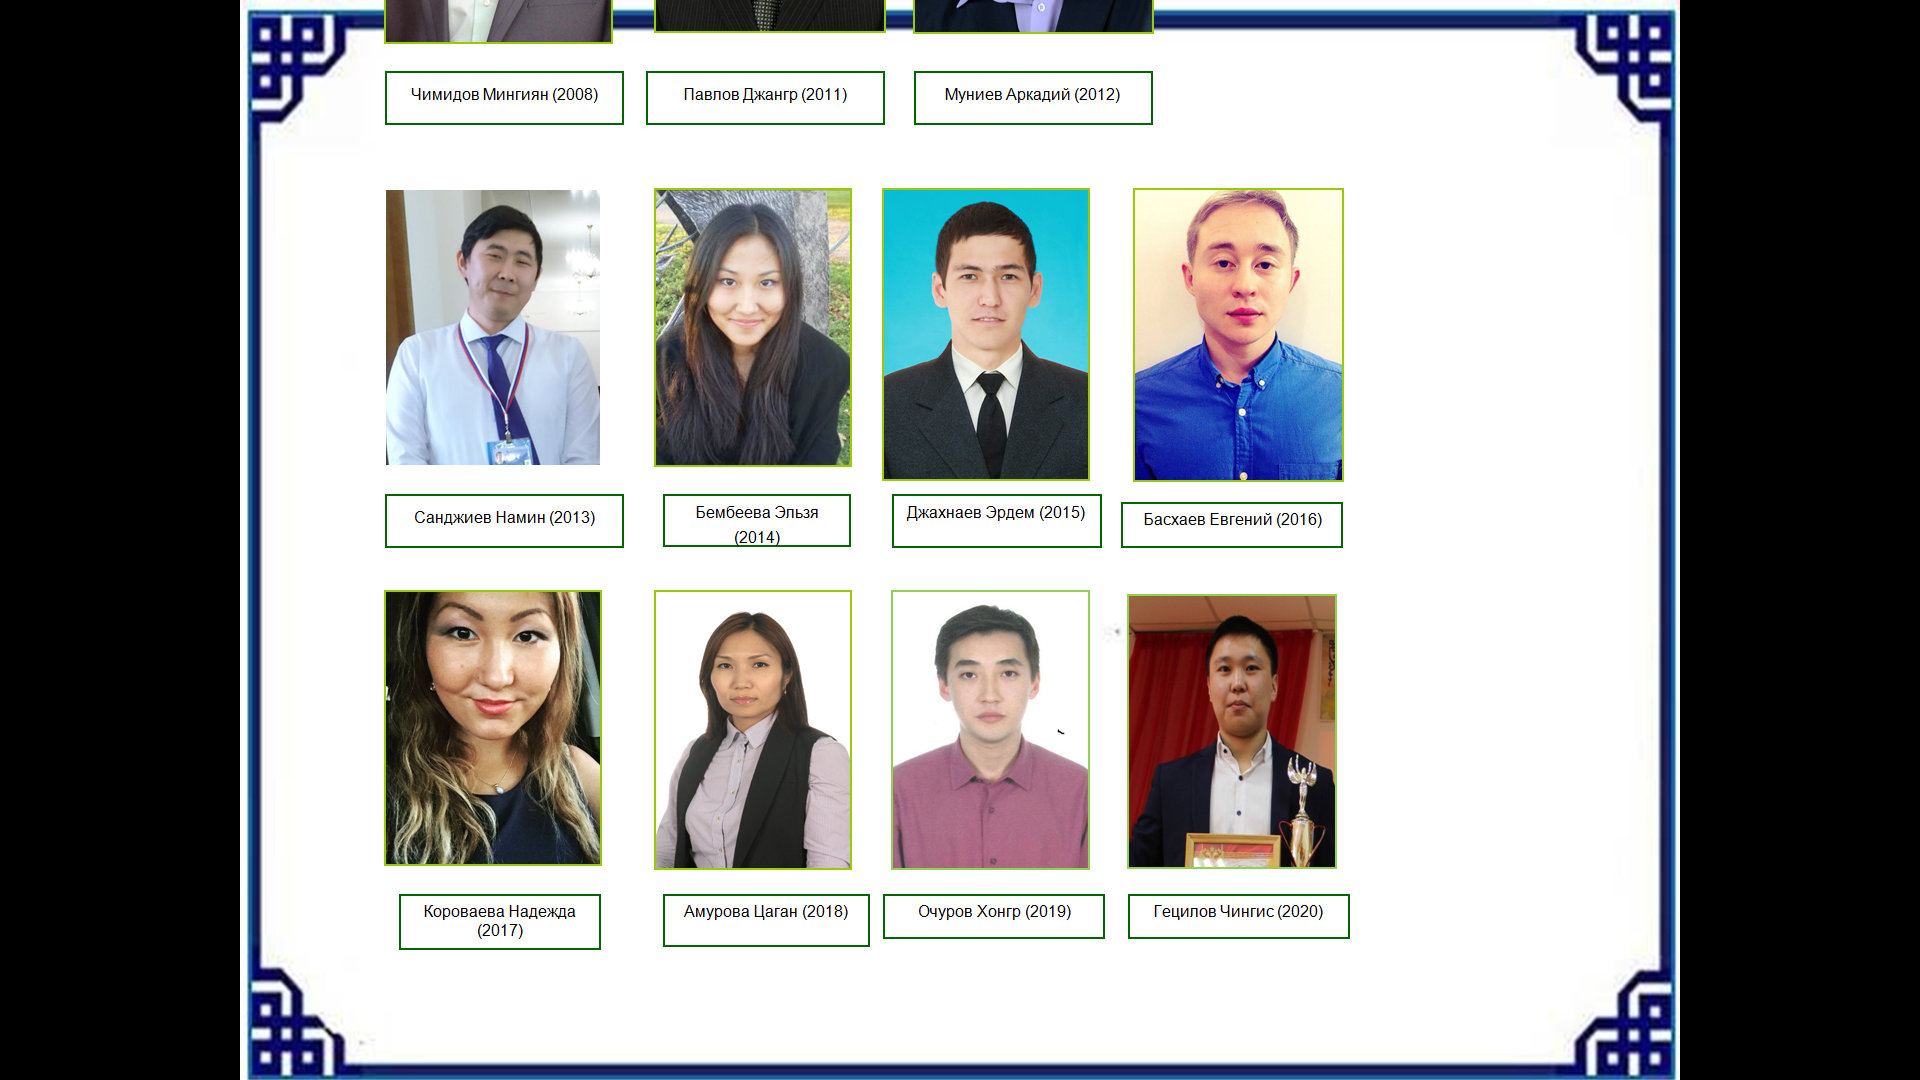 Чимидов Мингиян (2008)
Павлов Джангр (2011)
Муниев Аркадий (2012)
Санджиев Намин (2013)
Бембеева Эльзя
(2014)
Джахнаев Эрдем (2015)
Басхаев Евгений (2016)
Короваева Надежда
(2017)
Амурова Цаган (2018)
Очуров Хонгр (2019)
Гецилов Чингис (2020)